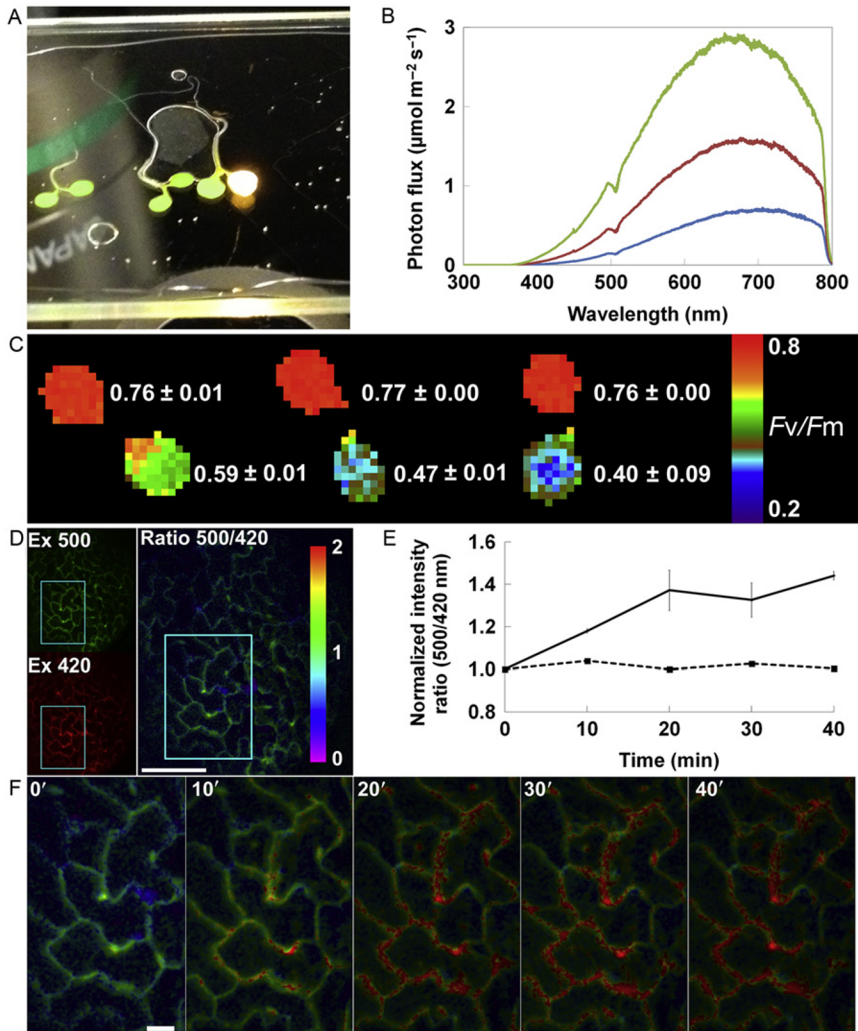 A
APAN
B
Photon flux (µmol m⁻² s⁻¹)
3
2
1
0
300 400 500 600 700 800
Wavelength (nm)
C
0.76 ± 0.01
0.77 ± 0.00
0.76 ± 0.00
0.59 ± 0.01
0.47 ± 0.01
0.40 ± 0.09
0.8
Fv/Fm
0.2
D
Ex 500
Ex 420
Ratio 500/420
2
1
0
E
Normalized intensity
ratio (500/420 nm)
1.6
1.4
1.2
1.0
0.8
0 10 20 30 40
Time (min)
F
0′
10′
20′
30′
40′